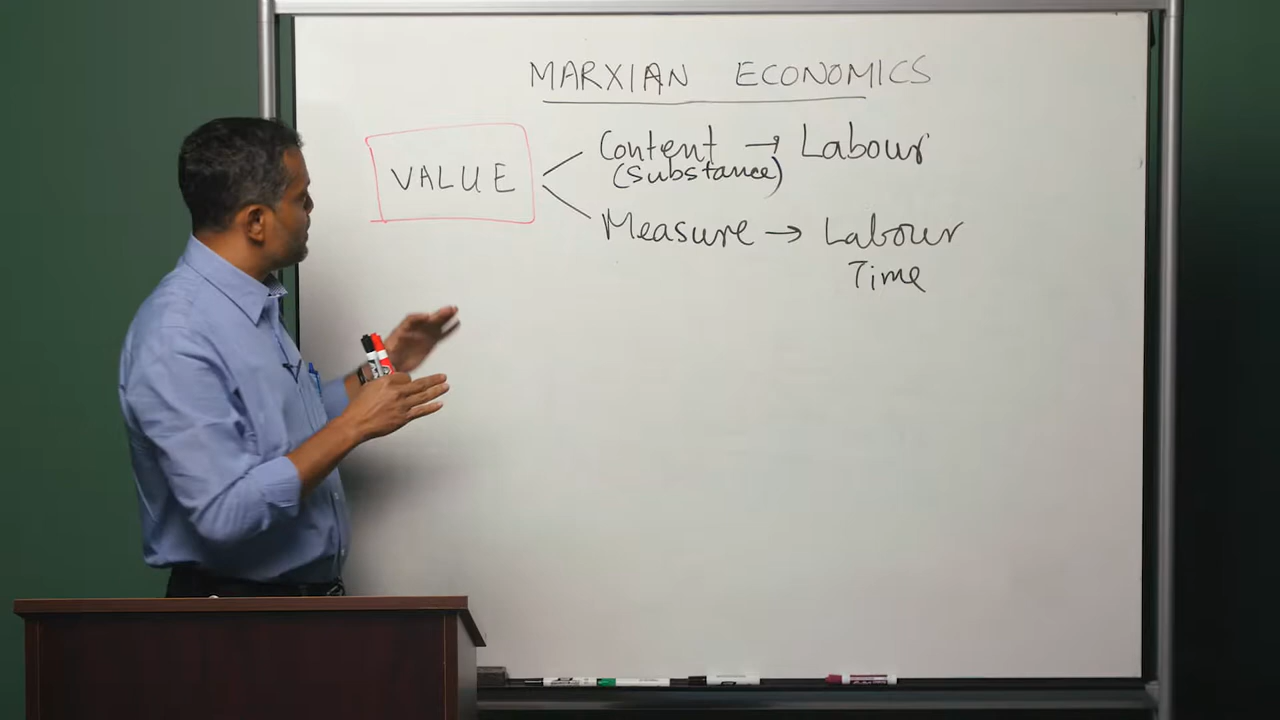 MARXIAN ECONOMICS
VALUE
Content → Labour
(Substance)
Measure → Labour
Time